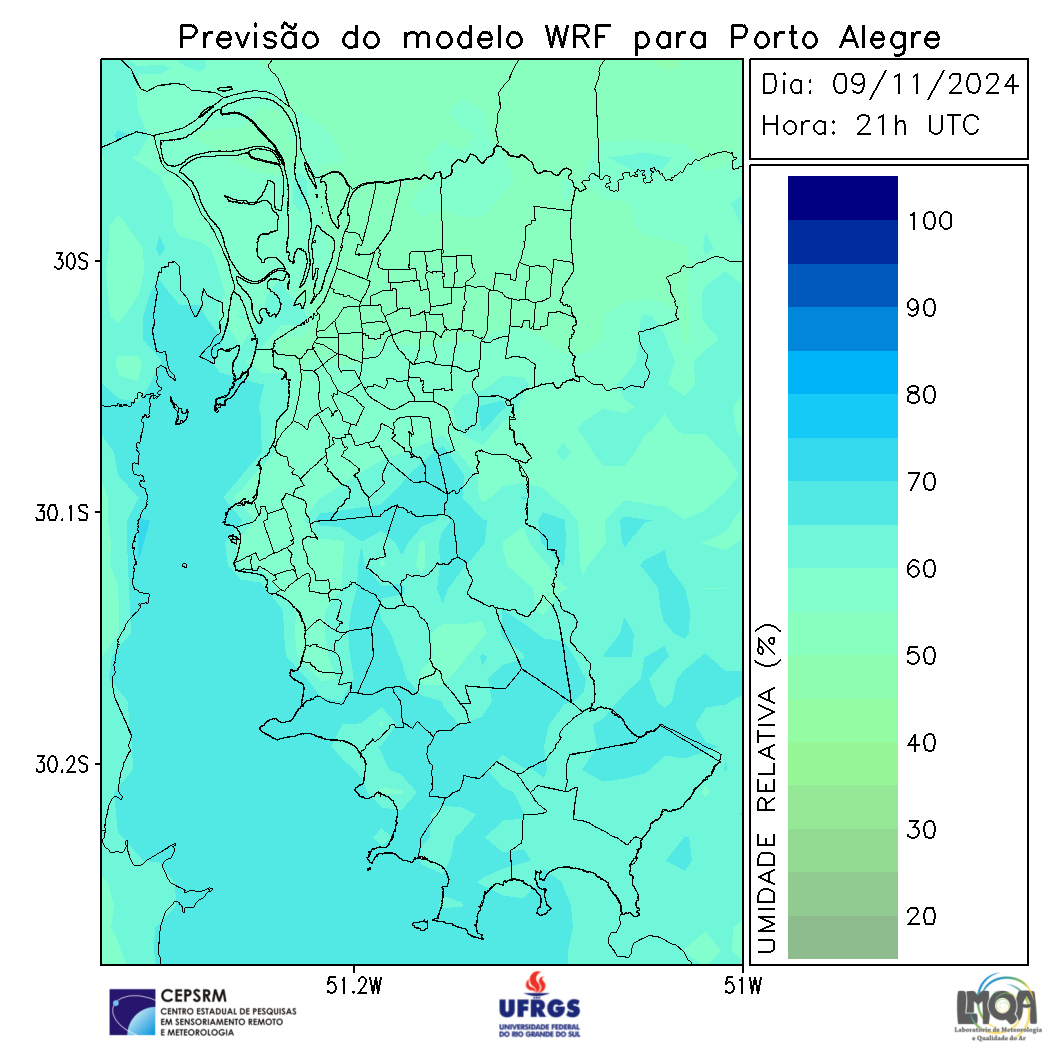 Previsão do modelo WRF para Porto Alegre
Dia: 09/11/2024
Hora: 21h UTC
30S
30.1S
30.2S
51.2W
51W
100
90
80
70
60
50
40
30
20
UMIDADE RELATIVA (%)
CEPSRM
CENTRO ESTADUAL DE PESQUISAS
EM SENSORIAMENTO REMOTO
E METEOROLOGIA
UFRGS
UNIVERSIDADE FEDERAL
DO RIO GRANDE DO SUL
LMQA
Laboratório de Meteorologia
e Qualidade do Ar